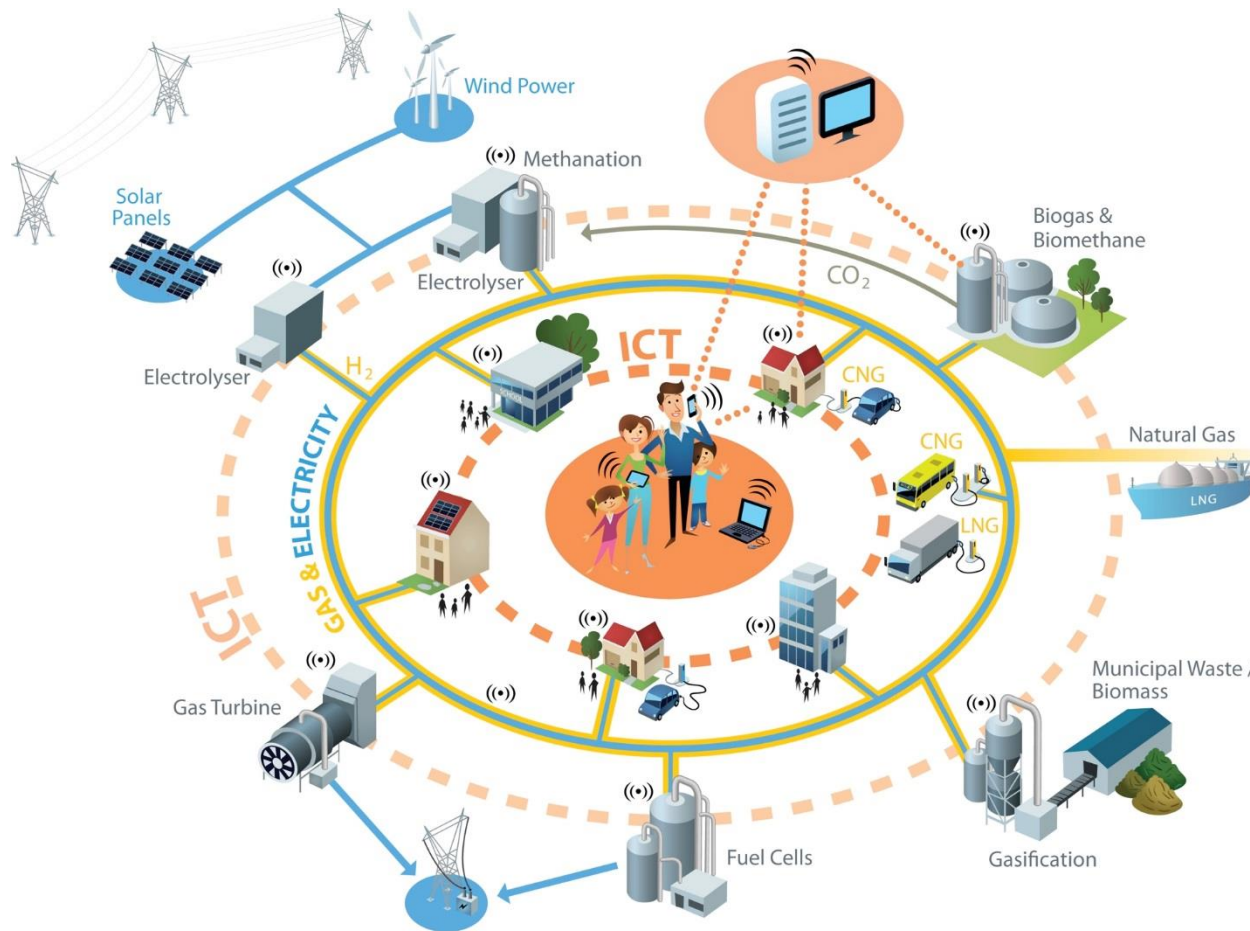 Wind Power
Methanation
Solar
Panels
Biogas &
Biomethane
Electrolyser
CO2
Electrolyser
H2
ICT
CNG
SCHOOL
CNG
Natural Gas
LNG
LNG
GAS & ELECTRICITY
ICT
Gas Turbine
Municipal Waste /
Biomass
Fuel Cells
Gasification